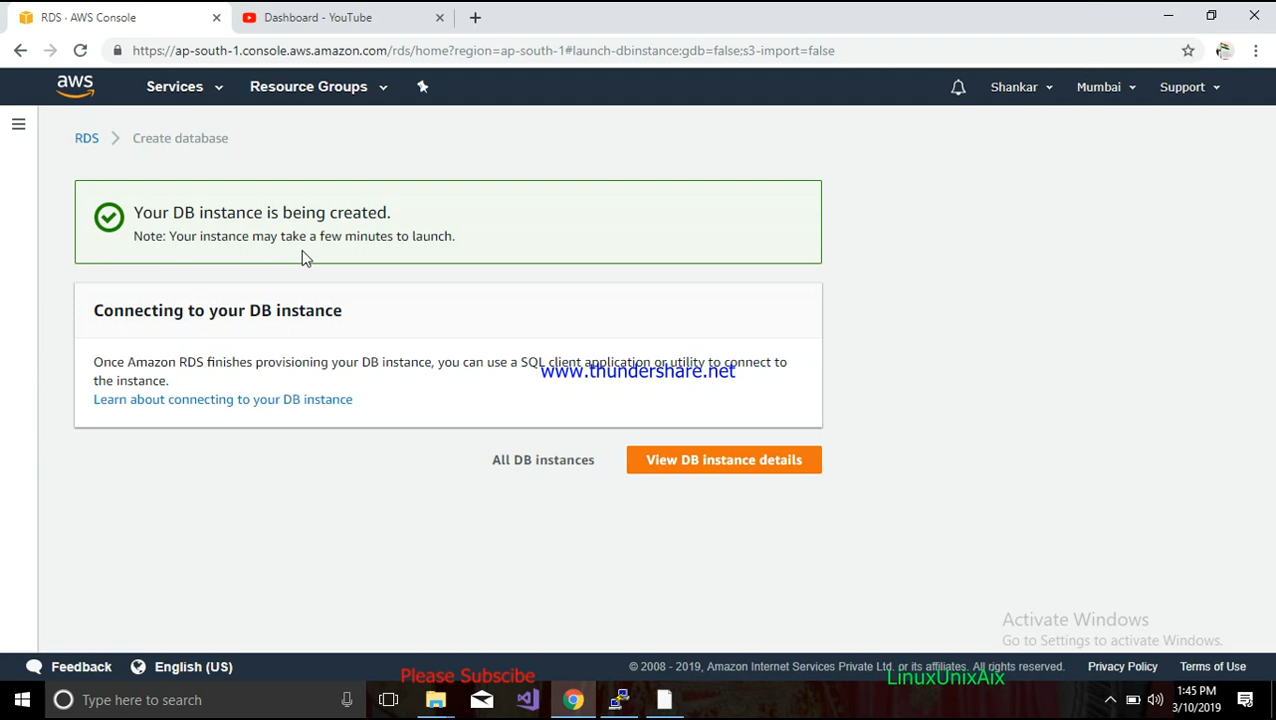 RDS · AWS Console
Dashboard - YouTube
https://ap-south-1.console.aws.amazon.com/rds/home?region=ap-south-1#launch-dbinstance:gdb=false;s3-import=false
aws
Services
Resource Groups
Shankar
Mumbai
Support
RDS
Create database
Your DB instance is being created.
Note: Your instance may take a few minutes to launch.
Connecting to your DB instance
Once Amazon RDS finishes provisioning your DB instance, you can use a SQL client application or utility to connect to
www.thundershare.net
the instance.
Learn about connecting to your DB instance
All DB instances
View DB instance details
Activate Windows
Go to Settings to activate Windows.
Feedback
English (US)
© 2008 - 2019, Amazon Internet Services Private Ltd. or its affiliates. All rights reserved.
Privacy Policy
Terms of Use
Please Subscribe
LinuxUnixAix
Type here to search
1:45 PM
3/10/2019